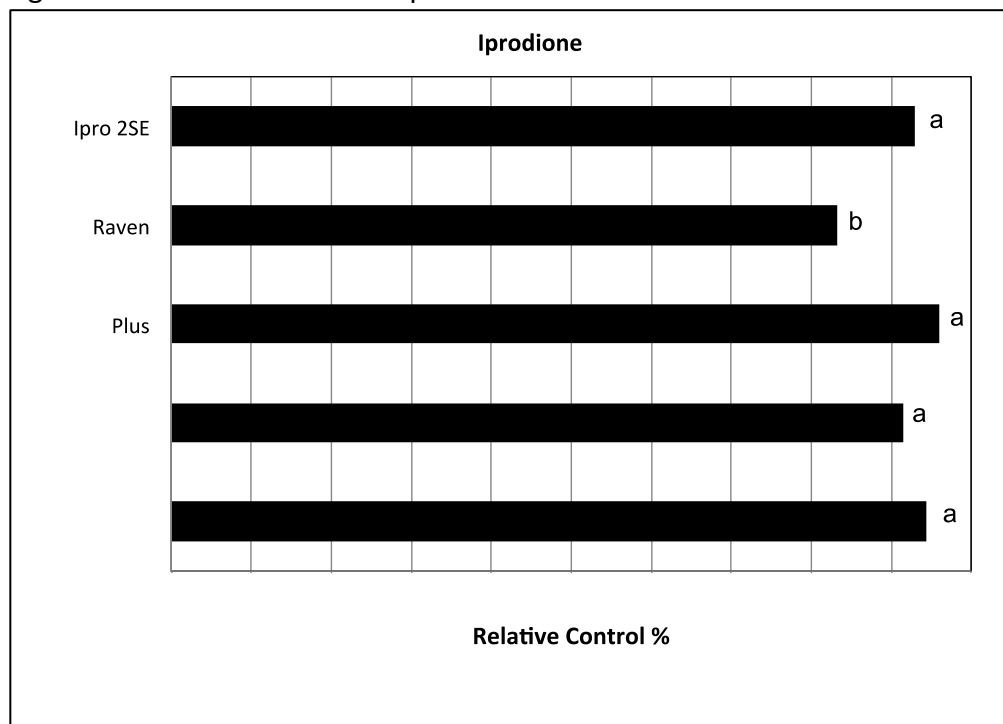 Iprodione
Ipro 2SE
a
Raven
b
Plus
a
a
a
Relative Control %